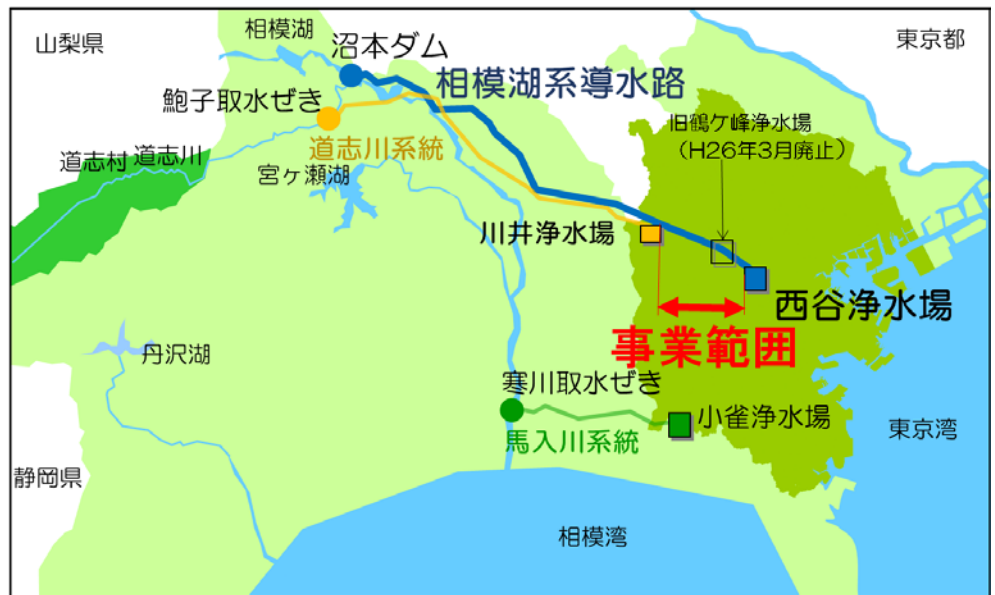 山梨県
相模湖
沼本ダム
東京都
相模湖系導水路
鮑子取水ぜき
旧鶴ケ峰浄水場
（H26年3月廃止）
道志川系統
道志村
道志川
宮ヶ瀬湖
川井浄水場
西谷浄水場
事業範囲
丹沢湖
寒川取水ぜき
小雀浄水場
馬入川系統
東京湾
静岡県
相模湾